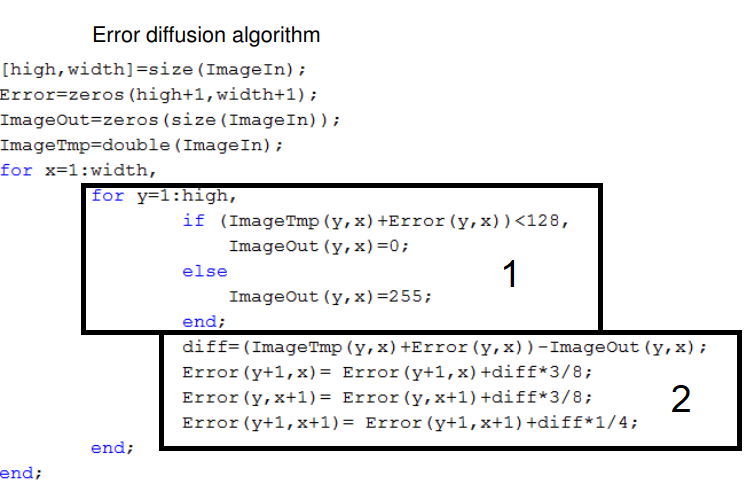 Error diffusion algorithm
[high,width]=size(ImageIn);
Error=zeros(high+1,width+1);
ImageOut=zeros(size(ImageIn));
ImageTmp=double(ImageIn);
for x=1:width,
for y=1:high,
if (ImageTmp(y,x)+Error(y,x))<128,
ImageOut(y,x)=0;
else
1
ImageOut(y,x)=255;
end;
diff=(ImageTmp(y,x)+Error(y,x))-ImageOut(y,x);
Error(y+1,x)= Error(y+1,x)+diff*3/8;
Error(y,x+1)= Error(y,x+1)+diff*3/8;
2
Error(y+1,x+1)= Error(y+1,x+1)+diff*1/4;
end;
end;